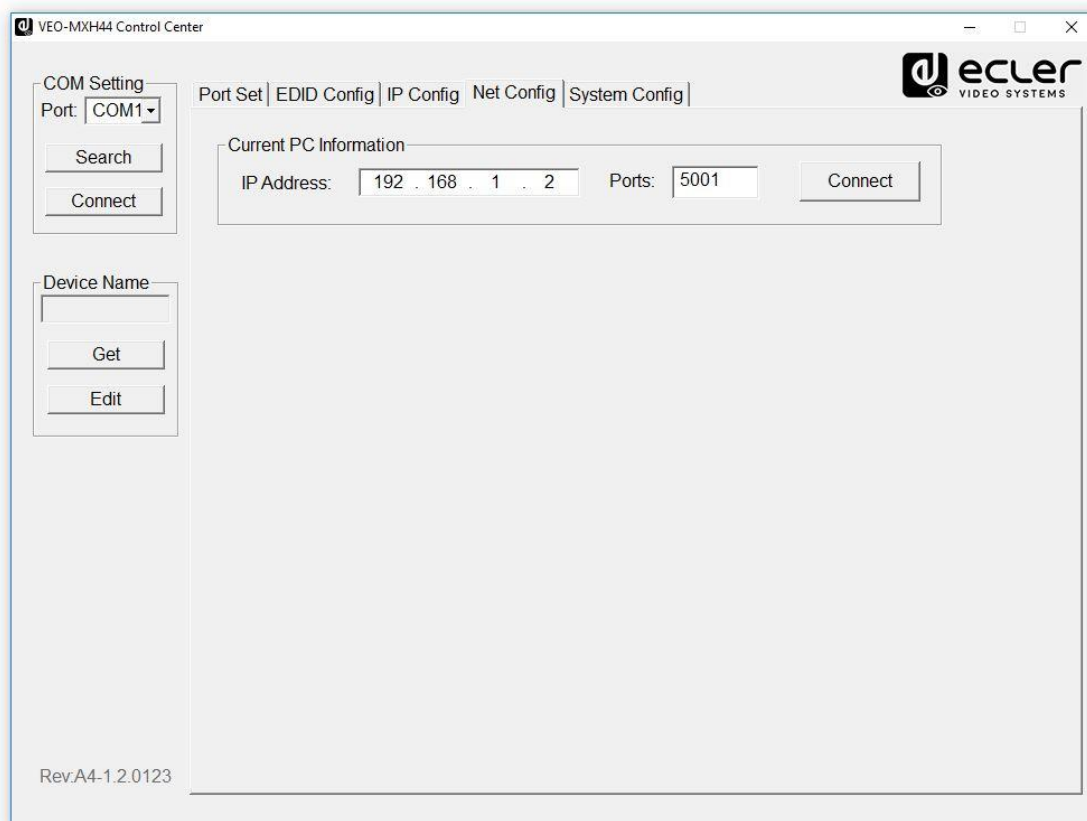 VEO-MXH44 Control Center
ecler
VIDEO SYSTEMS
COM Setting
Port: COM1
Search
Connect
Device Name
Get
Edit
Rev:A4-1.2.0123
Port Set EDID Config IP Config Net Config System Config
Current PC Information
IP Address: 192 . 168 . 1 . 2 Ports: 5001 Connect